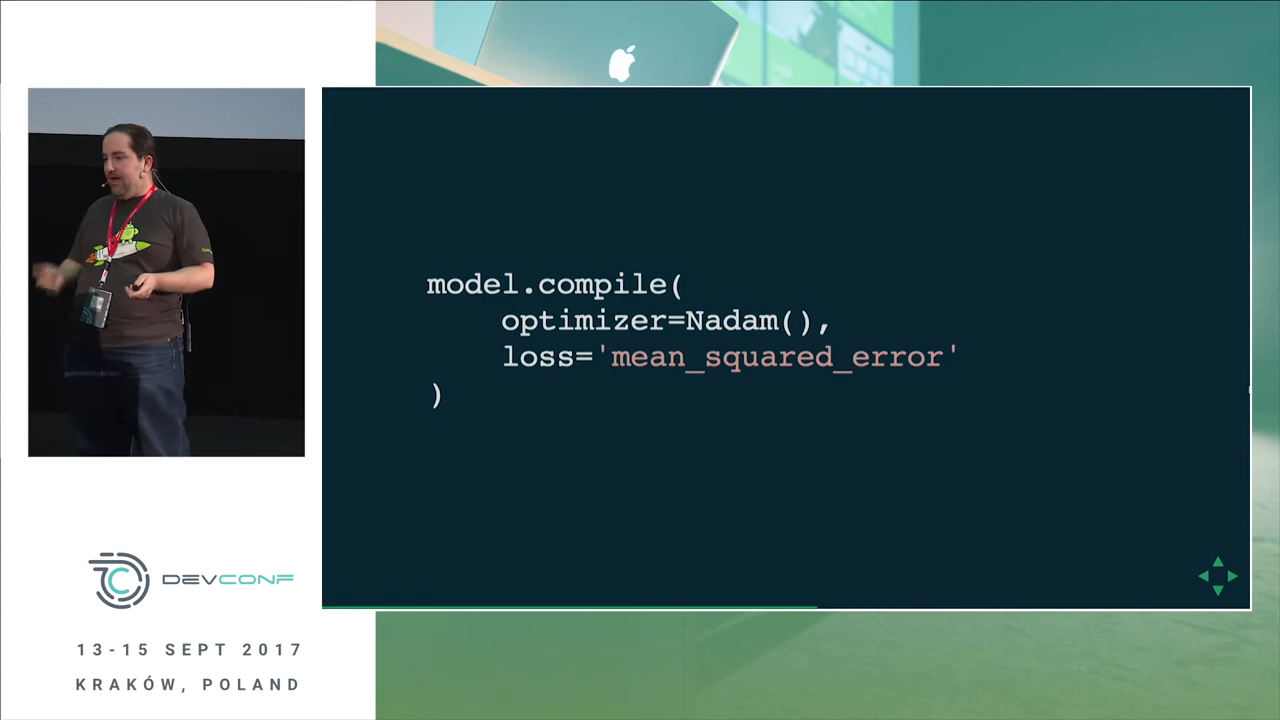 model.compile(
optimizer=Nadam(),
loss='mean_squared_error'
)
DEVCONF
13-15 SEPT 2017
KRAKÓW, POLAND